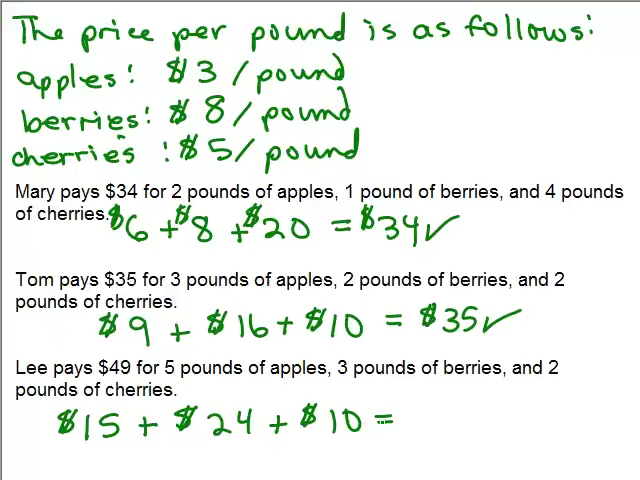 The price per pound is as follows:
apples: $3/pound
berries: $8/pound
cherries: $5/pound
Mary pays $34 for 2 pounds of apples, 1 pound of berries, and 4 pounds
of cherries.
$6 + $8 + $20 = $34 ✓
Tom pays $35 for 3 pounds of apples, 2 pounds of berries, and 2
pounds of cherries.
$9 + $16 + $10 = $35 ✓
Lee pays $49 for 5 pounds of apples, 3 pounds of berries, and 2
pounds of cherries.
$15 + $24 + $10 =